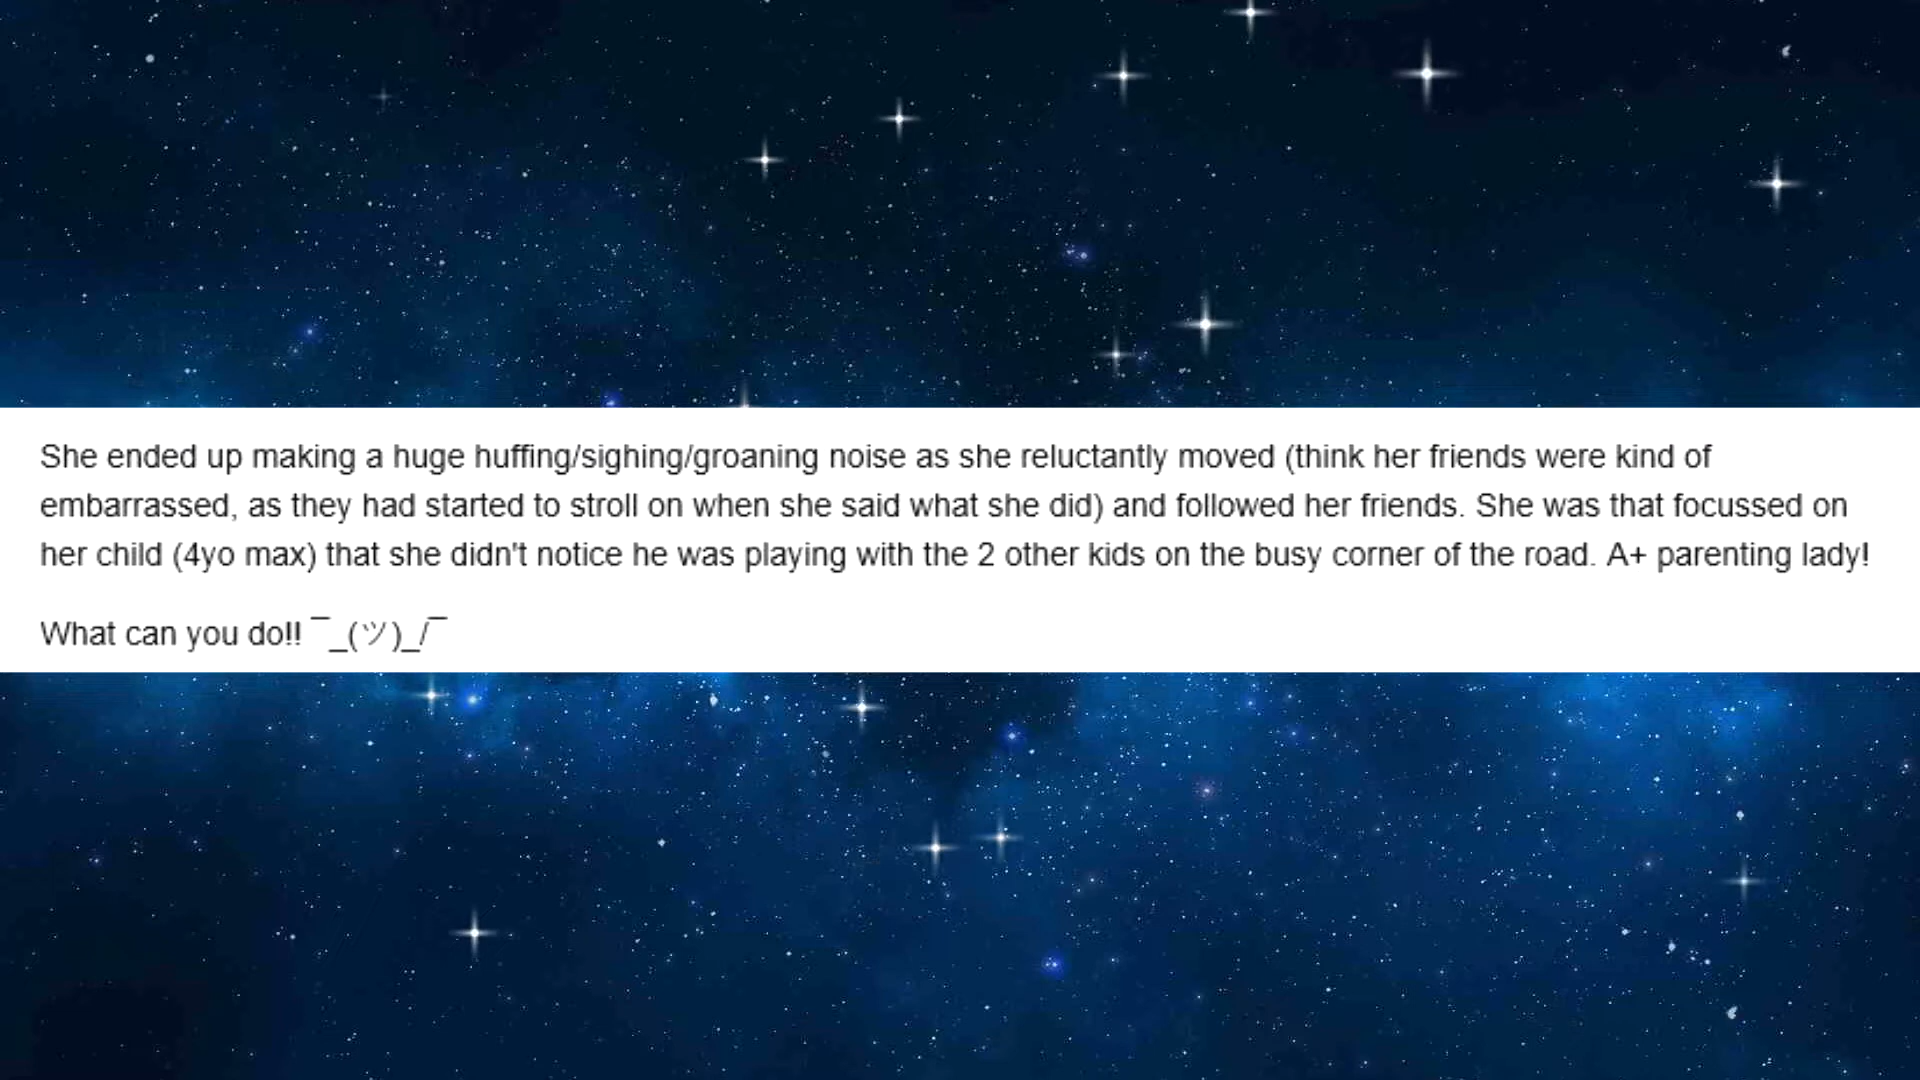 She ended up making a huge huffing/sighing/groaning noise as she reluctantly moved (think her friends were kind of
embarrassed, as they had started to stroll on when she said what she did) and followed her friends. She was that focussed on
her child (4yo max) that she didn't notice he was playing with the 2 other kids on the busy corner of the road. A+ parenting lady!
What can you do!! ¯_(ツ)_/¯